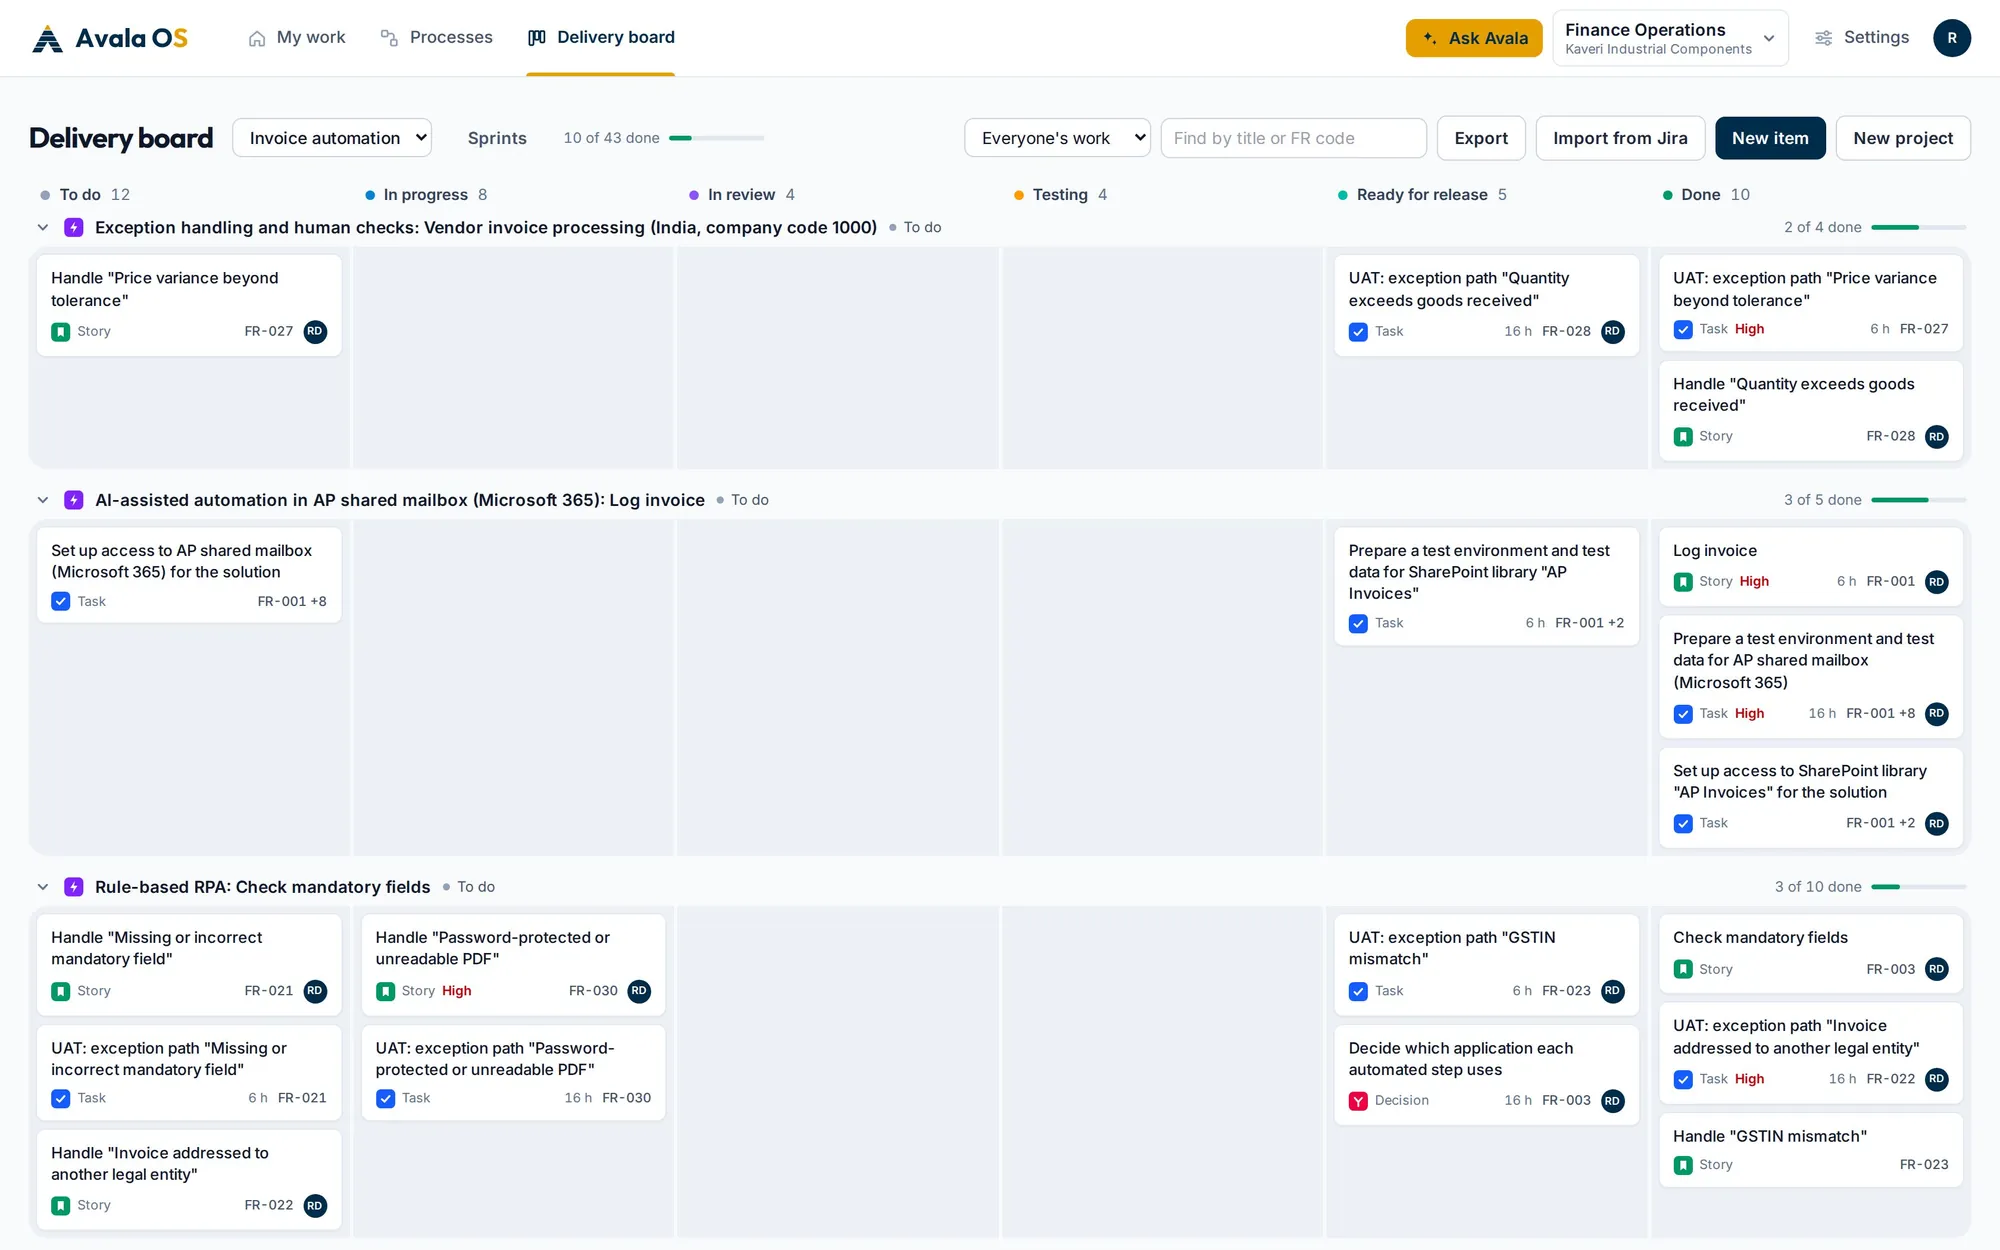 Avala OS
My work
Processes
Delivery board
Ask Avala
Finance Operations
Kaveri Industrial Components
Settings
R
Delivery board
Invoice automation
Sprints
10 of 43 done
Everyone's work
Find by title or FR code
Export
Import from Jira
New item
New project
To do 12
In progress 8
In review 4
Testing 4
Ready for release 5
Done 10
Exception handling and human checks: Vendor invoice processing (India, company code 1000)
To do
2 of 4 done
Handle "Price variance beyond
tolerance"
Story
FR-027
RD
UAT: exception path "Quantity
exceeds goods received"
Task
16 h
FR-028
RD
UAT: exception path "Price variance
beyond tolerance"
Task
High
6 h
FR-027
Handle "Quantity exceeds goods
received"
Story
FR-028
RD
AI-assisted automation in AP shared mailbox (Microsoft 365): Log invoice
To do
3 of 5 done
Set up access to AP shared mailbox
(Microsoft 365) for the solution
Task
FR-001 +8
Prepare a test environment and test
data for SharePoint library "AP
Invoices"
Task
6 h
FR-001 +2
Log invoice
Story
High
6 h
FR-001
RD
Prepare a test environment and test
data for AP shared mailbox
(Microsoft 365)
Task
High
16 h
FR-001 +8
RD
Set up access to SharePoint library
"AP Invoices" for the solution
Task
FR-001 +2
RD
Rule-based RPA: Check mandatory fields
To do
3 of 10 done
Handle "Missing or incorrect
mandatory field"
Story
FR-021
RD
UAT: exception path "Missing or
incorrect mandatory field"
Task
6 h
FR-021
Handle "Invoice addressed to
another legal entity"
Story
FR-022
RD
Handle "Password-protected or
unreadable PDF"
Story
High
FR-030
RD
UAT: exception path "Password-
protected or unreadable PDF"
Task
16 h
FR-030
UAT: exception path "GSTIN
mismatch"
Task
6 h
FR-023
RD
Decide which application each
automated step uses
Decision
16 h
FR-003
RD
Check mandatory fields
Story
FR-003
RD
UAT: exception path "Invoice
addressed to another legal entity"
Task
High
16 h
FR-022
RD
Handle "GSTIN mismatch"
Story
FR-023